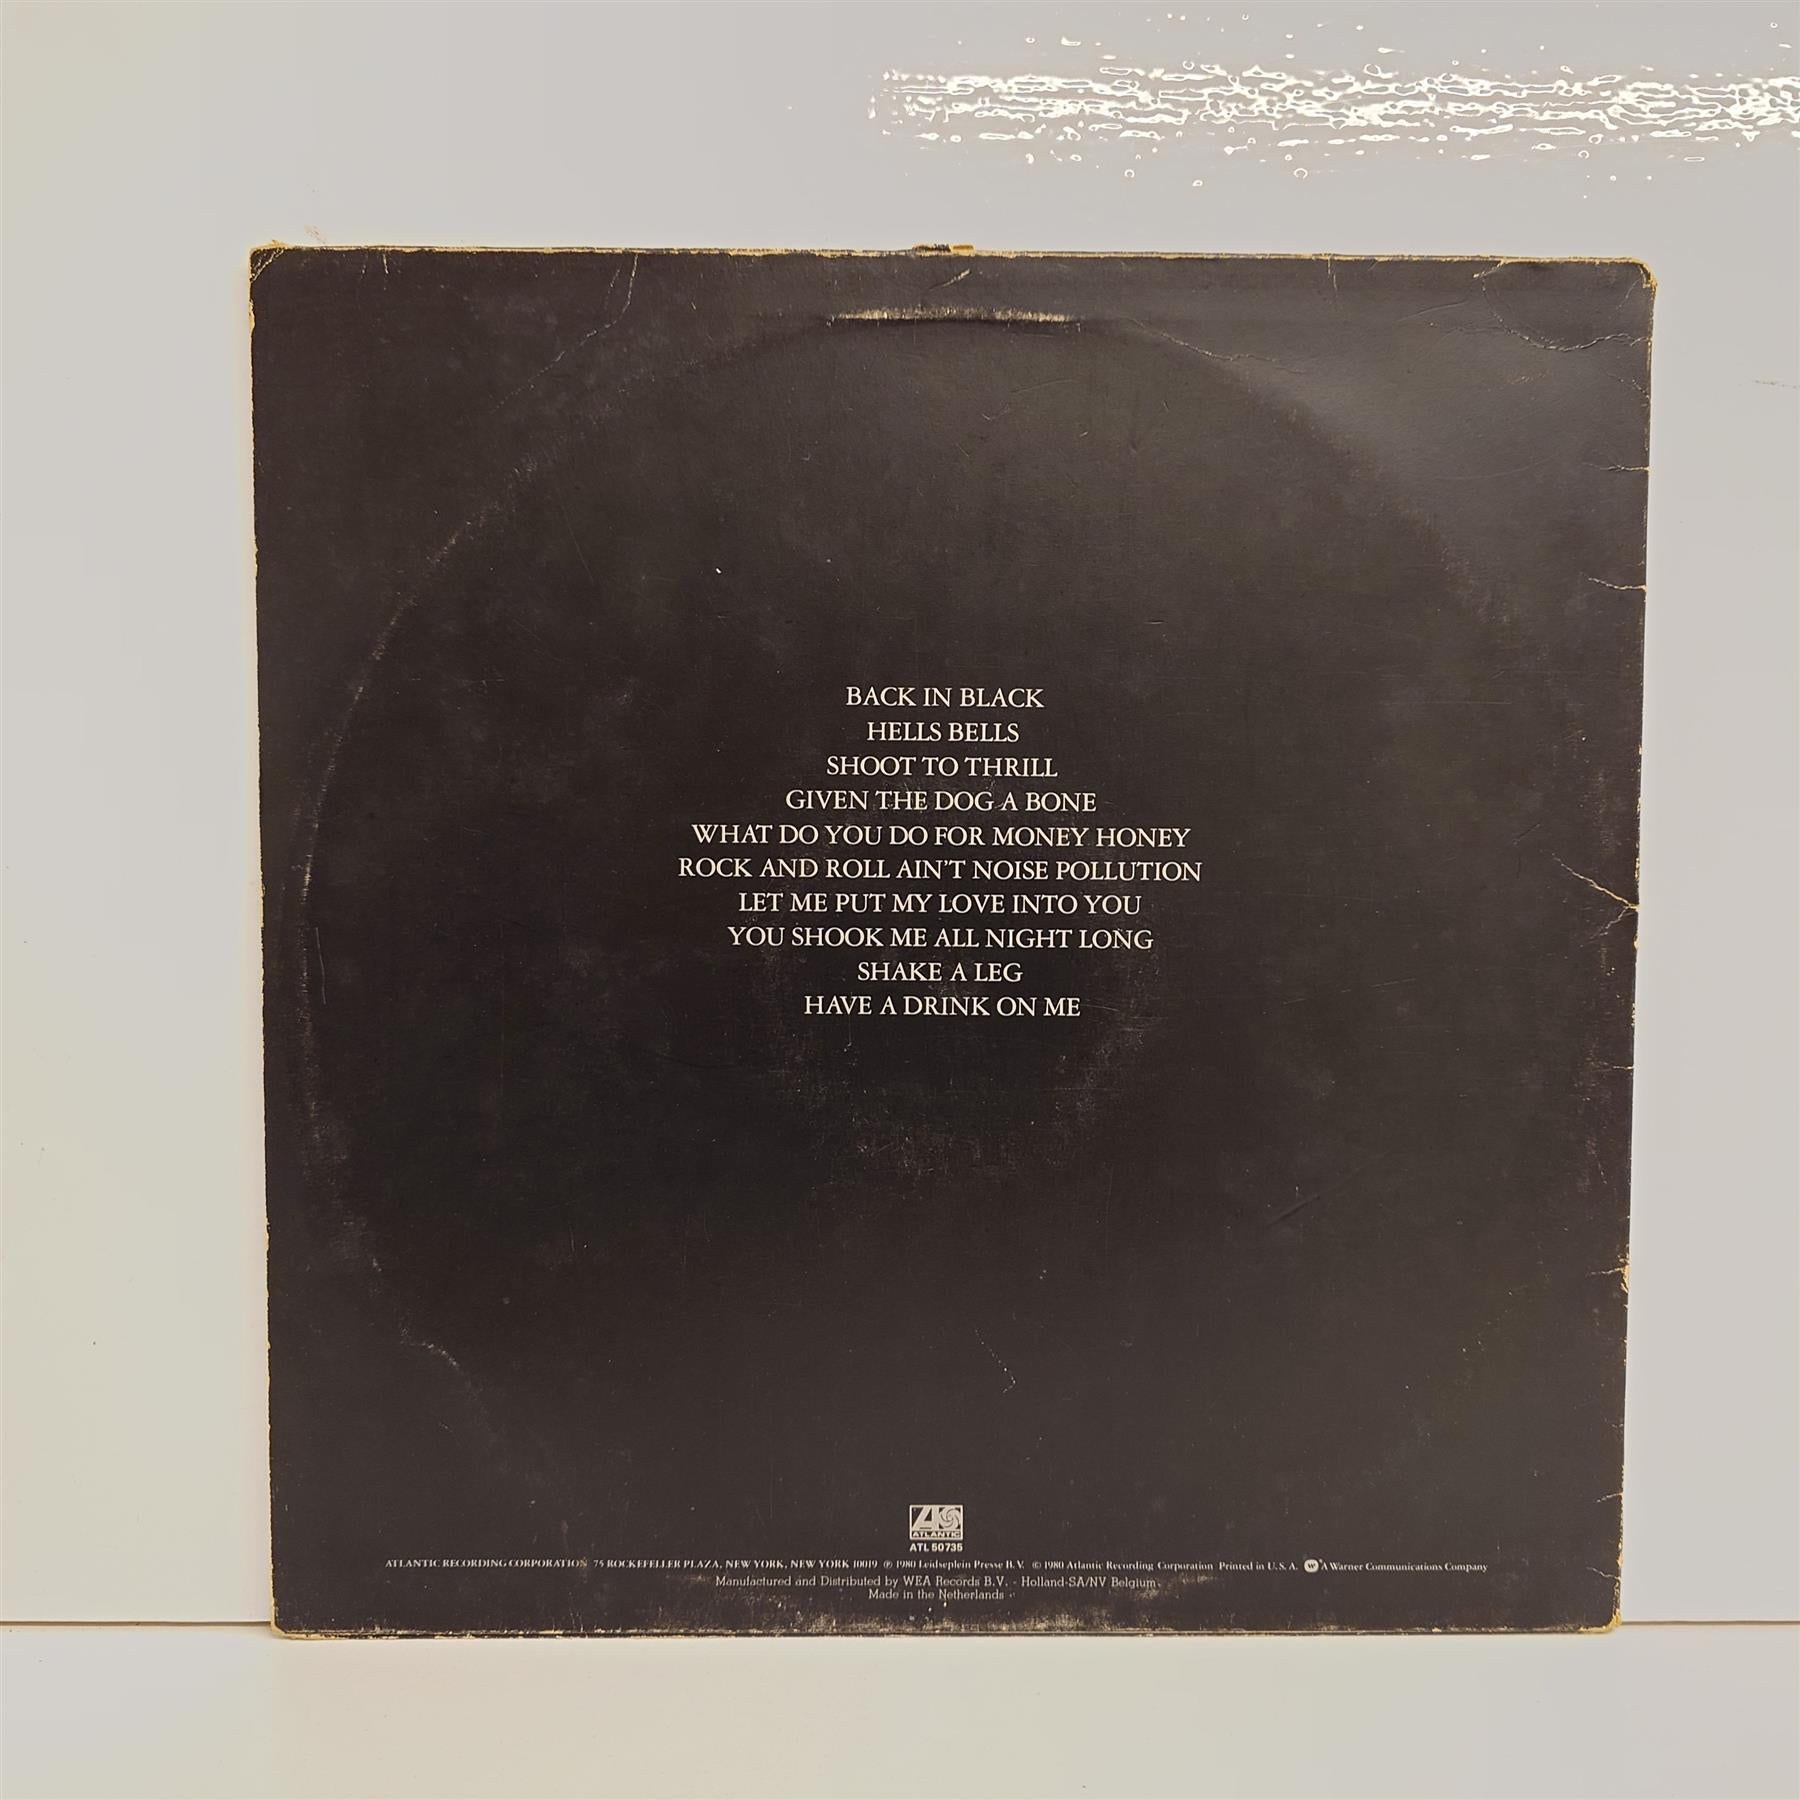 BACK IN BLACK
HELLS BELLS
SHOOT TO THRILL
GIVEN THE DOG A BONE
WHAT DO YOU DO FOR MONEY HONEY
ROCK AND ROLL AIN'T NOISE POLLUTION
LET ME PUT MY LOVE INTO YOU
YOU SHOOK ME ALL NIGHT LONG
SHAKE A LEG
HAVE A DRINK ON ME
ATLANTIC
ATL 50735
ATLANTIC RECORDING CORPORATION 75 ROCKEFELLER PLAZA, NEW YORK, NEW YORK 10019 ℗ 1980 Leidseplein Presse B.V. © 1980 Atlantic Recording Corporation Printed in U.S.A. W ® A Warner Communications Company
Manufactured and Distributed by WEA Records B.V. - Holland-SA/NV Belgium
Made in the Netherlands